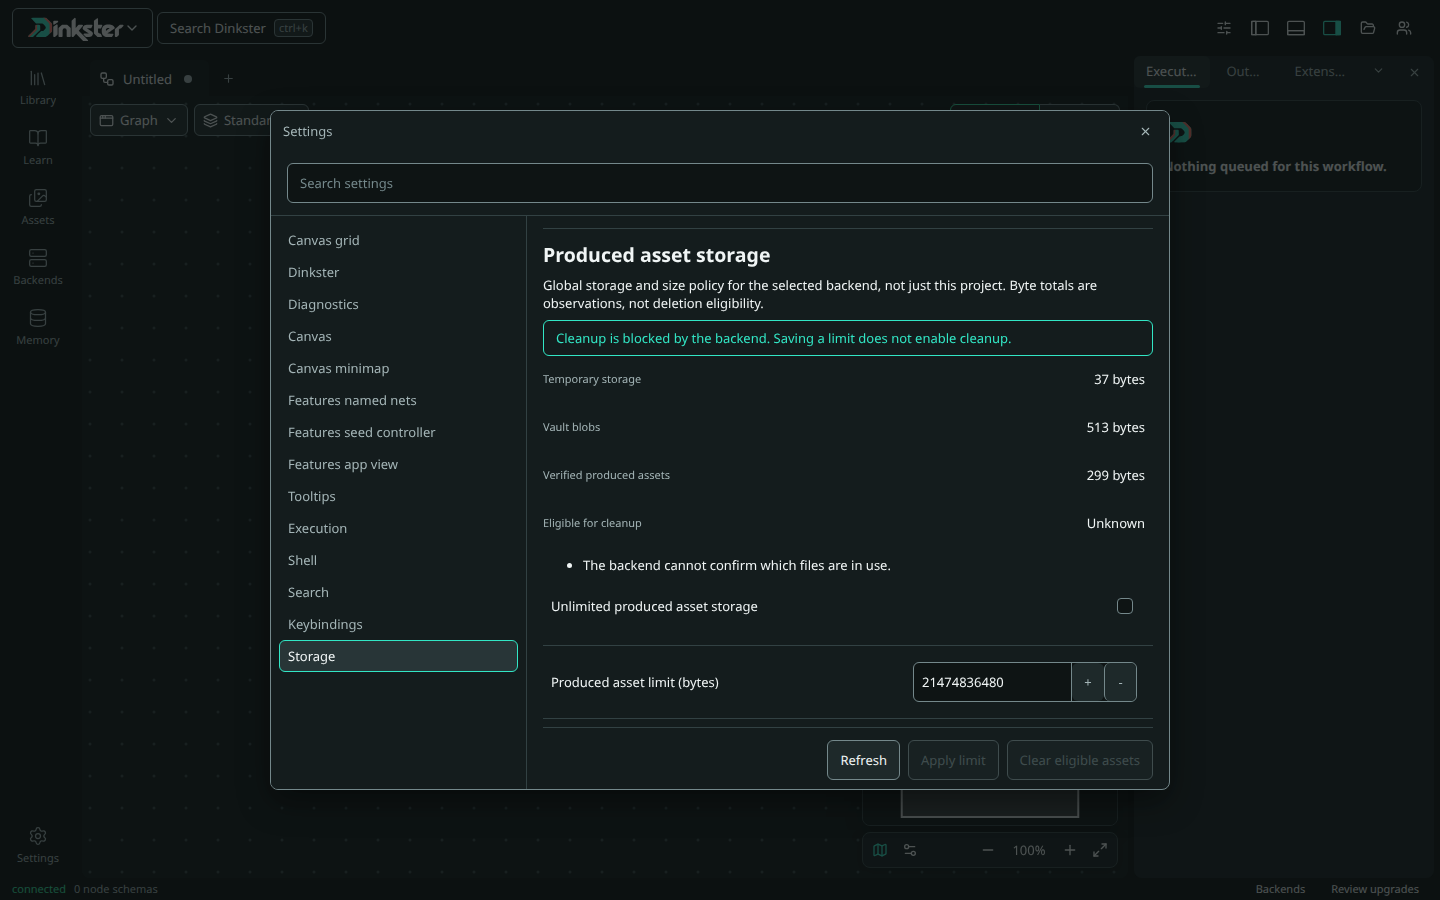 Dinkster
Search Dinkster ctrl+k
Untitled
Execut...
Out...
Extens...
Library
Learn
Assets
Backends
Memory
Settings
Graph
Standar
Nothing queued for this workflow.
Settings
Search settings
Canvas grid
Dinkster
Diagnostics
Canvas
Canvas minimap
Features named nets
Features seed controller
Features app view
Tooltips
Execution
Shell
Search
Keybindings
Storage
Produced asset storage
Global storage and size policy for the selected backend, not just this project. Byte totals are
observations, not deletion eligibility.
Cleanup is blocked by the backend. Saving a limit does not enable cleanup.
Temporary storage 37 bytes
Vault blobs 513 bytes
Verified produced assets 299 bytes
Eligible for cleanup Unknown
• The backend cannot confirm which files are in use.
Unlimited produced asset storage
Produced asset limit (bytes) 21474836480 + -
Refresh Apply limit Clear eligible assets
100%
connected 0 node schemas
Backends Review upgrades